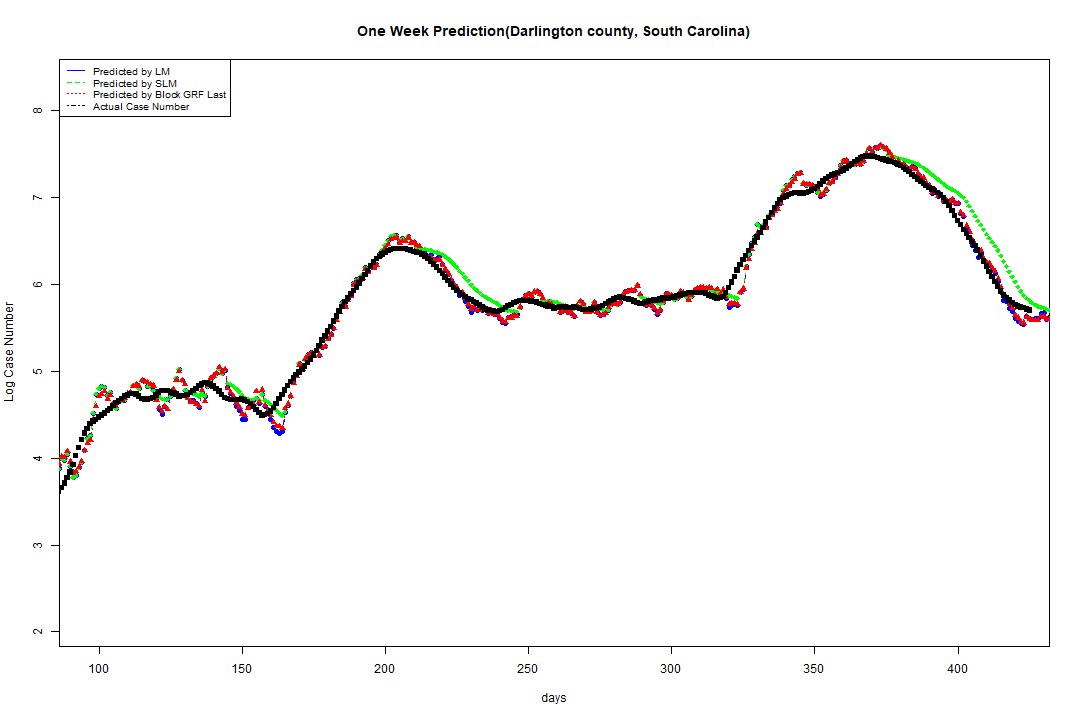 One Week Prediction(Darlington county, South Carolina)
Predicted by LM
Predicted by SLM
Predicted by Block GRF Last
Actual Case Number
8
7
6
5
4
3
2
Log Case Number
100 150 200 250 300 350 400
days